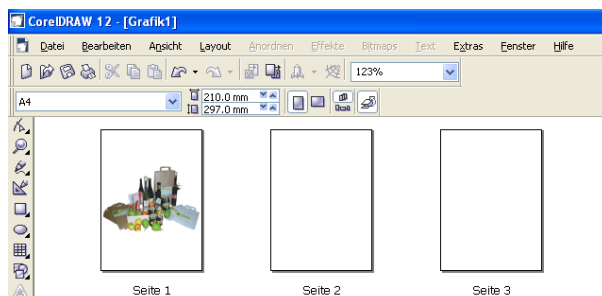 CorelDRAW 12 - [Grafik1]
Datei Bearbeiten Ansicht Layout Anordnen Effekte Bitmaps Text Extras Fenster Hilfe
123%
A4 210.0 mm
297.0 mm
Seite 1 Seite 2 Seite 3